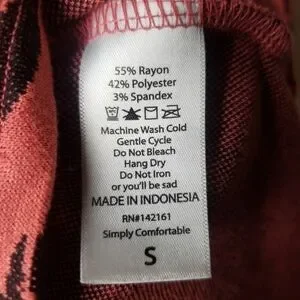 55% Rayon
42% Polyester
3% Spandex
Machine Wash Cold
Gentle Cycle
Do Not Bleach
Hang Dry
Do Not Iron
or you'll be sad
MADE IN INDONESIA
RN#142161
Simply Comfortable
S